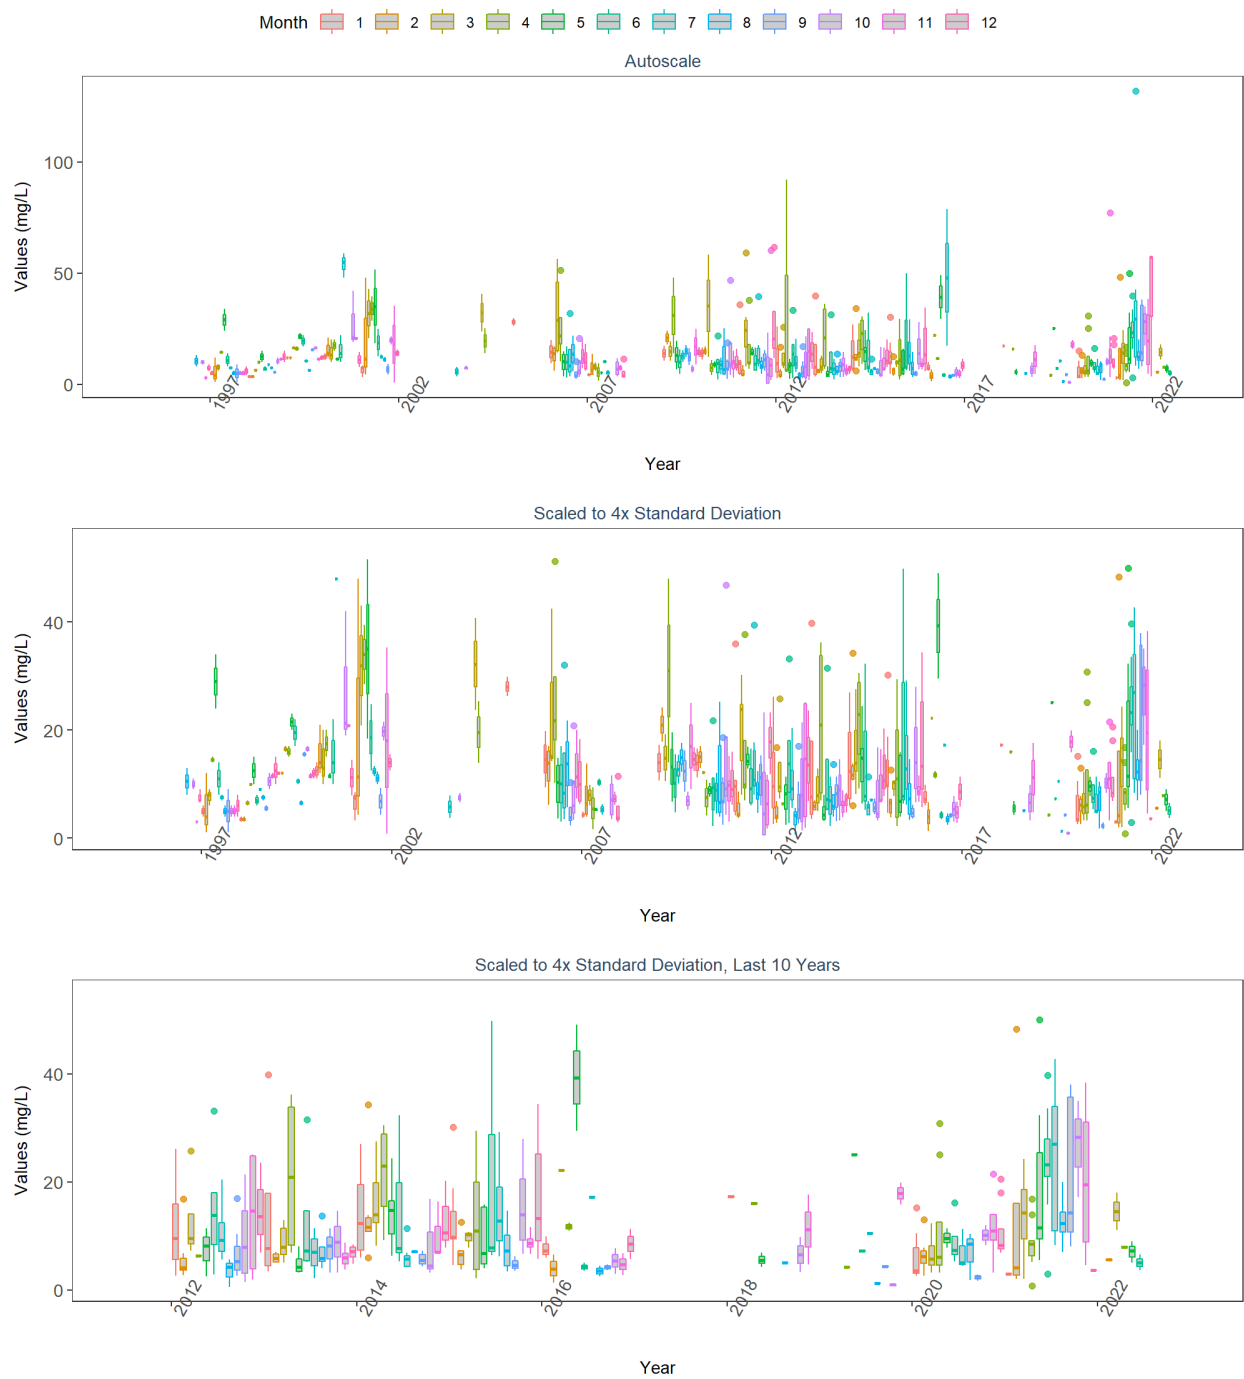 Month 1 2 3 4 5 6 7 8 9 10 11 12
Autoscale
Values (mg/L)
100
50
0
1997 2002 2007 2012 2017 2022
Year
Scaled to 4x Standard Deviation
Values (mg/L)
40
20
0
1997 2002 2007 2012 2017 2022
Year
Scaled to 4x Standard Deviation, Last 10 Years
Values (mg/L)
40
20
0
2012 2014 2016 2018 2020 2022
Year